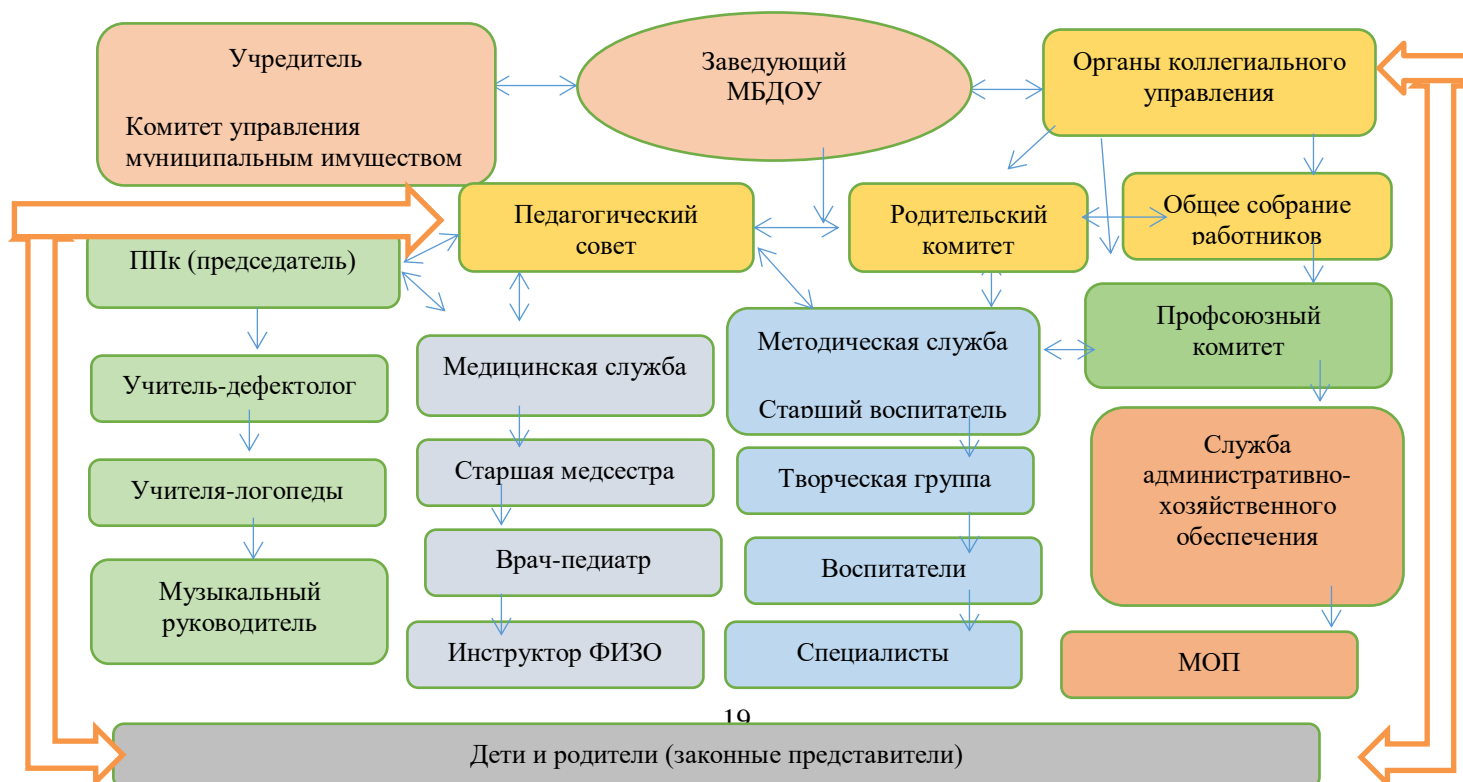 Учредитель
Комитет управления
муниципальным имуществом
Заведующий
МБДОУ
Органы коллегиального
управления
Педагогический
совет
Родительский
комитет
Общее собрание
работников
ППк (председатель)
Профсоюзный
комитет
Методическая служба
Старший воспитатель
Медицинская служба
Учитель-дефектолог
Старшая медсестра
Творческая группа
Служба
административно-
хозяйственного
обеспечения
Учителя-логопеды
Врач-педиатр
Воспитатели
Музыкальный
руководитель
Инструктор ФИЗО
Специалисты
МОП
19
Дети и родители (законные представители)